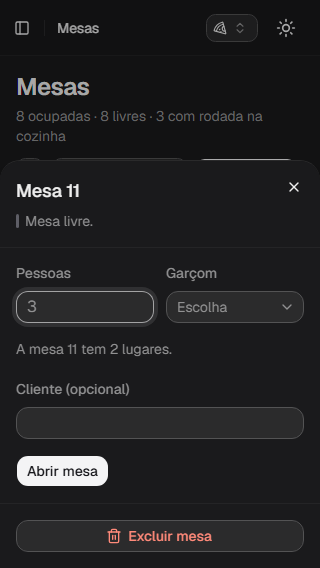 Mesas
Mesas
8 ocupadas · 8 livres · 3 com rodada na
cozinha
Mesa 11
Mesa livre.
Pessoas
Garçom
3
Escolha
A mesa 11 tem 2 lugares.
Cliente (opcional)
Abrir mesa
Excluir mesa